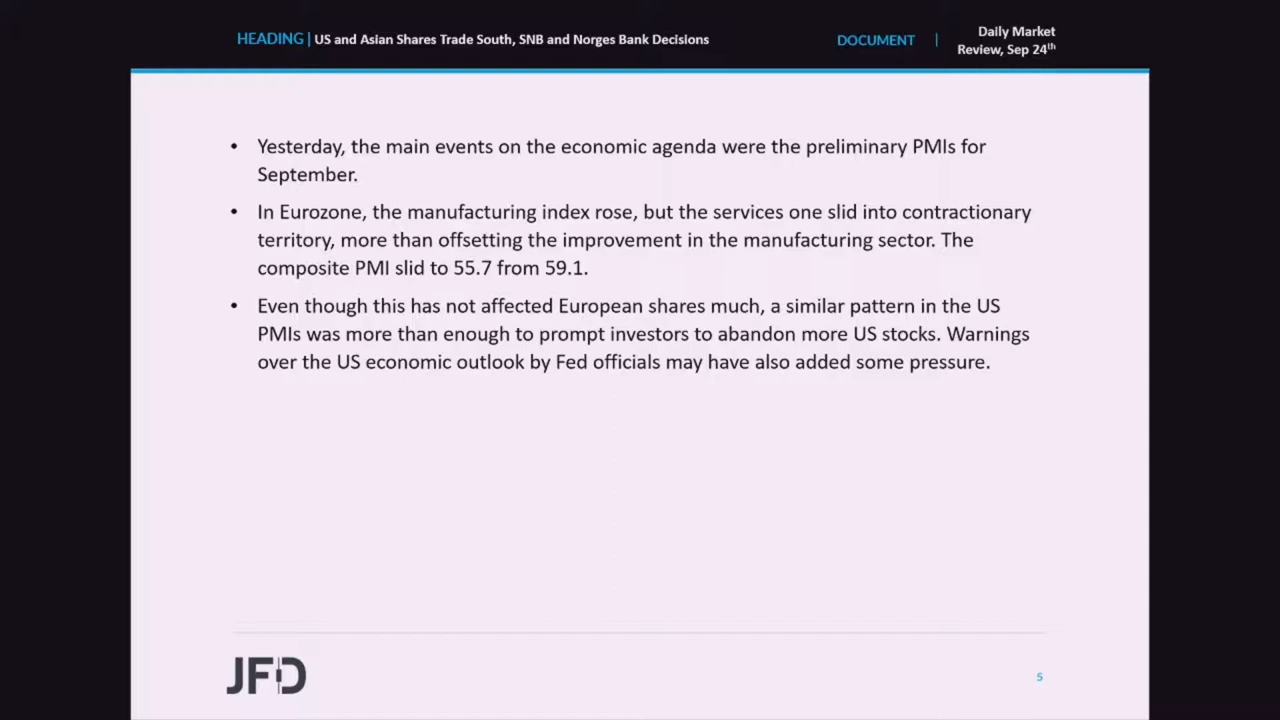 HEADING | US and Asian Shares Trade South, SNB and Norges Bank Decisions
DOCUMENT | Daily Market
Review, Sep 24th
• Yesterday, the main events on the economic agenda were the preliminary PMIs for
September.
• In Eurozone, the manufacturing index rose, but the services one slid into contractionary
territory, more than offsetting the improvement in the manufacturing sector. The
composite PMI slid to 55.7 from 59.1.
• Even though this has not affected European shares much, a similar pattern in the US
PMIs was more than enough to prompt investors to abandon more US stocks. Warnings
over the US economic outlook by Fed officials may have also added some pressure.
JFD
5